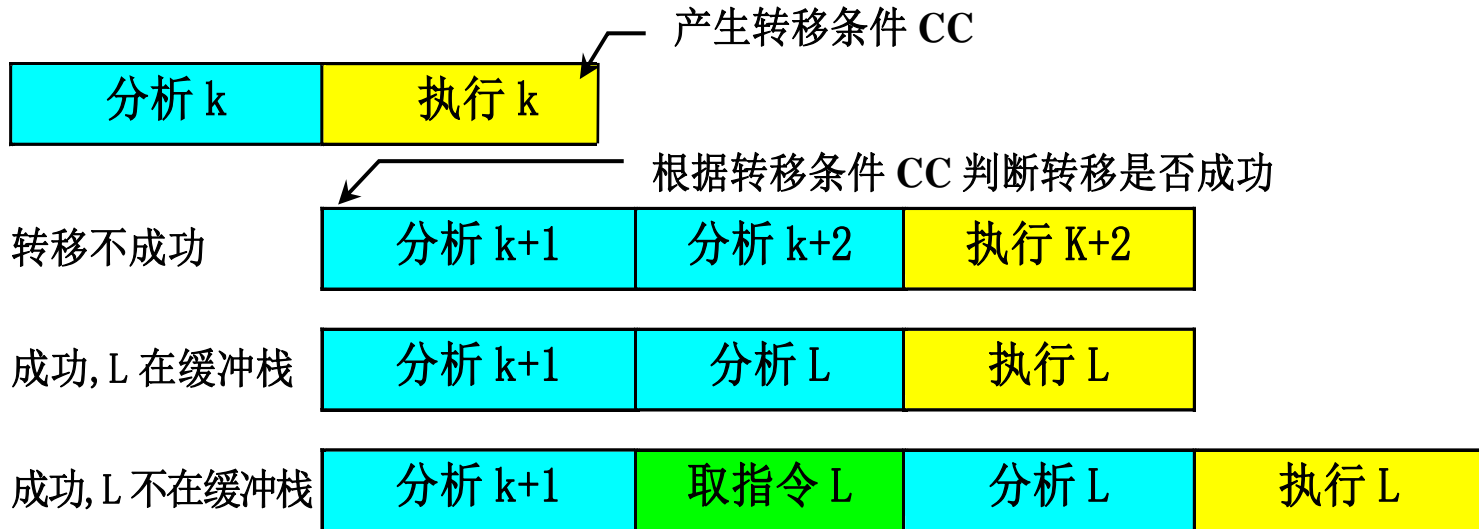 产生转移条件 CC
分析 k 执行 k
根据转移条件 CC 判断转移是否成功
转移不成功 分析 k+1 分析 k+2 执行 K+2
成功, L 在缓冲栈 分析 k+1 分析 L 执行 L
成功, L 不在缓冲栈 分析 k+1 取指令 L 分析 L 执行 L